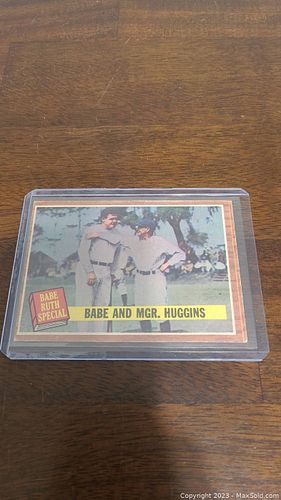 BABE
RUTH
SPECIAL
BABE AND MGR. HUGGINS
Copyright 2023 - MaxSold.com